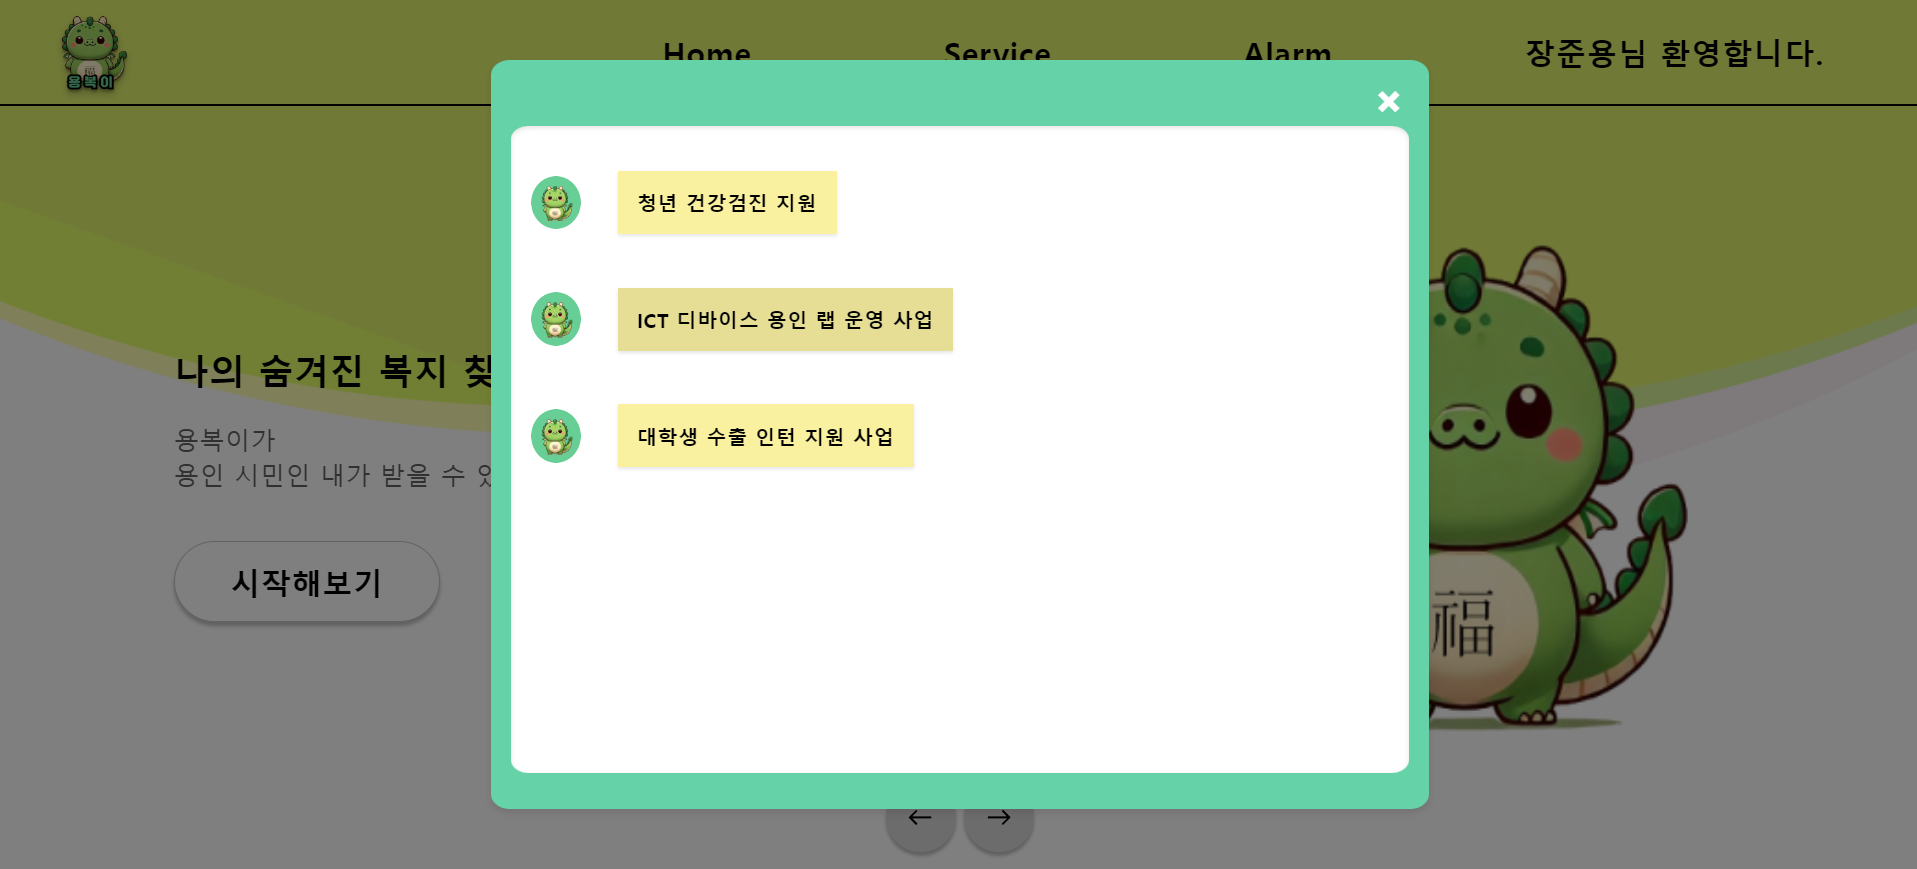 용복이
Home
Service
Alarm
장준용님 환영합니다.
청년 건강검진 지원
ICT 디바이스 용인 랩 운영 사업
대학생 수출 인턴 지원 사업
나의 숨겨진 복지 찾
용복이가
용인 시민인 내가 받을 수 있
시작해보기
福